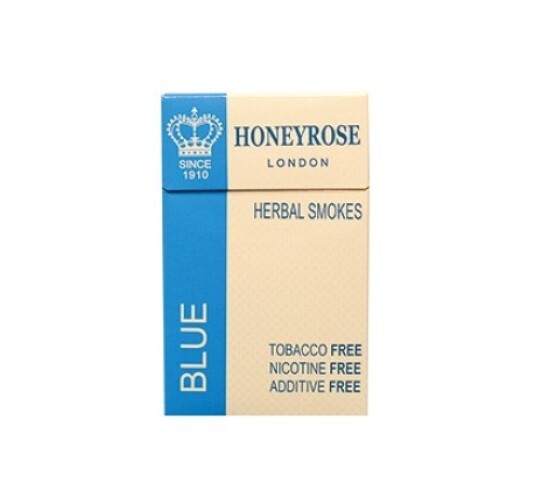 HONEYROSE
LONDON
SINCE
1910
HERBAL SMOKES
BLUE
TOBACCO FREE
NICOTINE FREE
ADDITIVE FREE